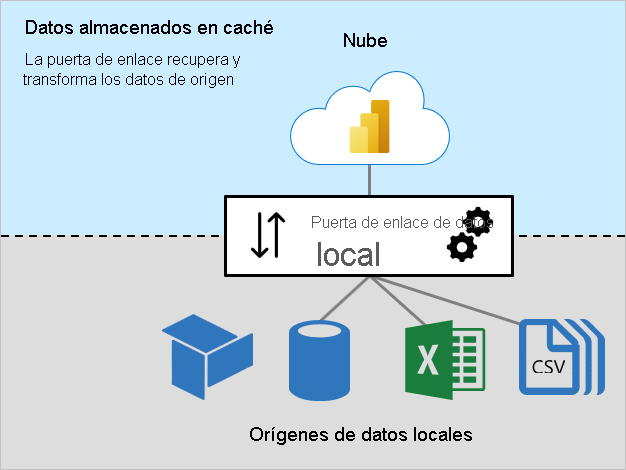 Datos almacenados en caché
La puerta de enlace recupera y
transforma los datos de origen
Nube
Puerta de enlace de datos
local
X
CSV
Orígenes de datos locales